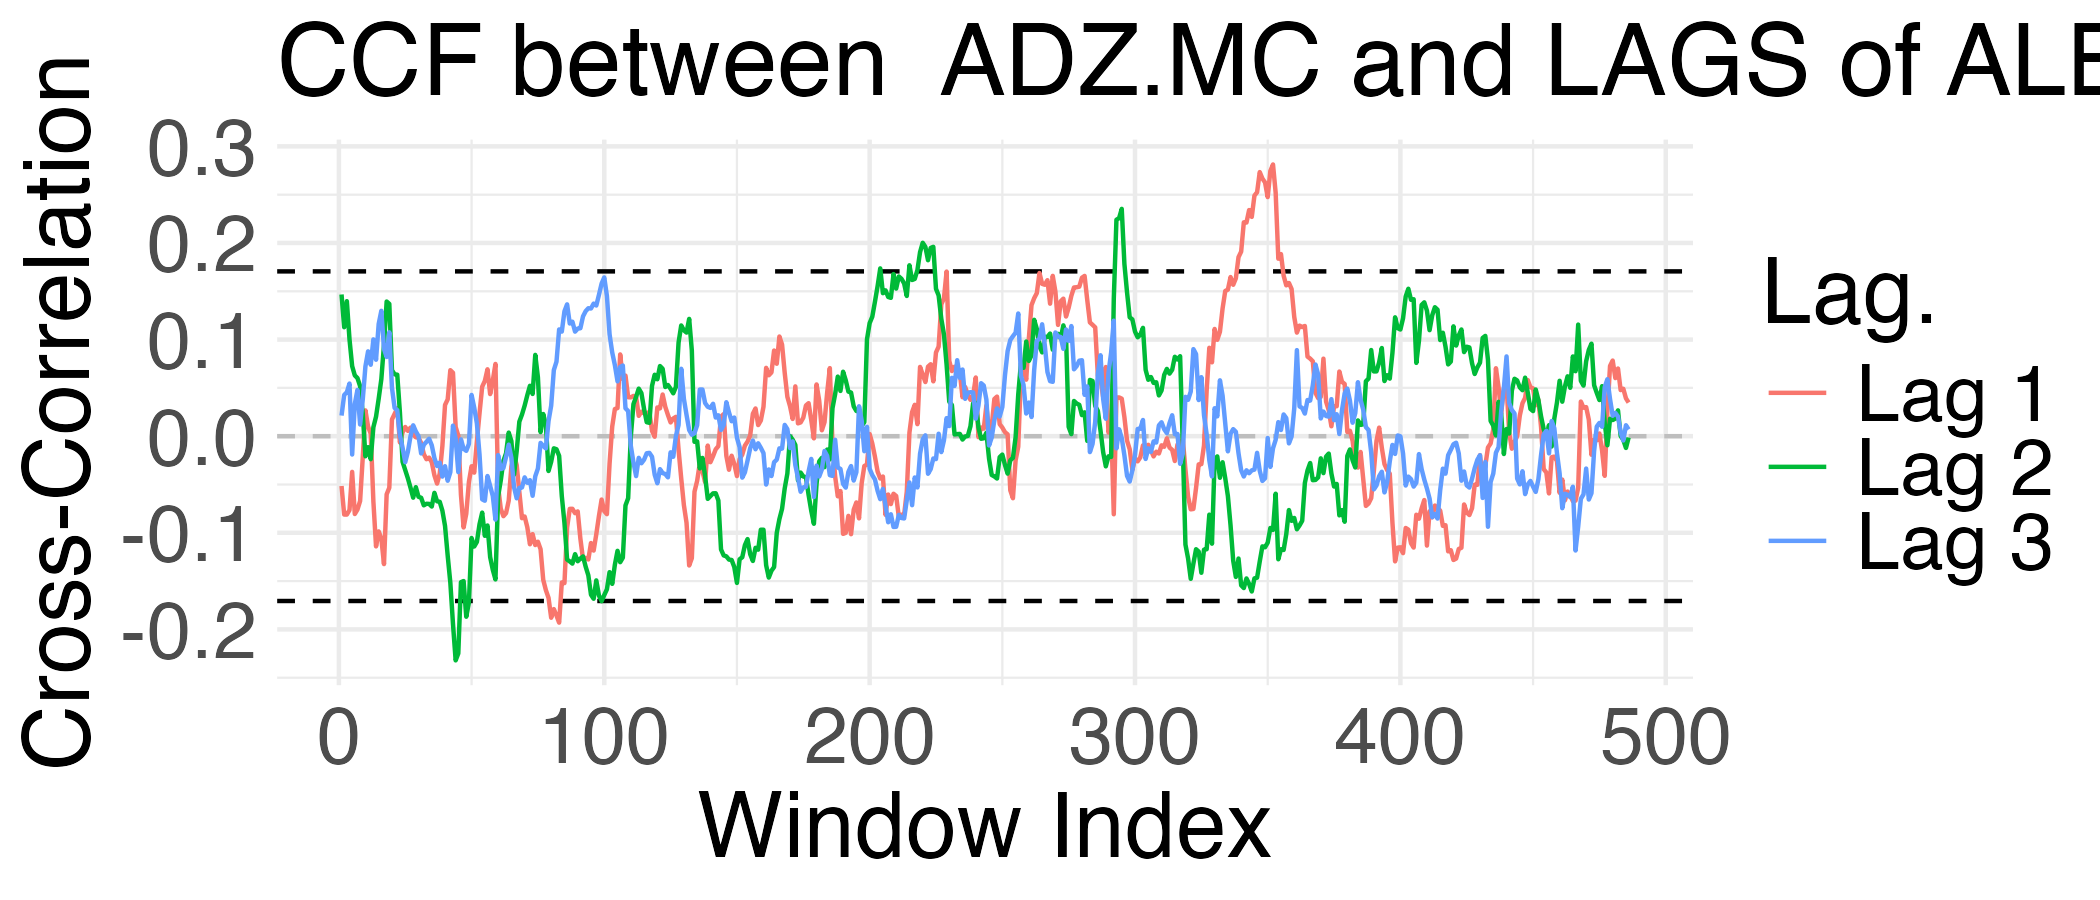 CCF between  ADZ.MC and LAGS of ALE
Cross-Correlation
0.3
0.2
0.1
0.0
-0.1
-0.2
0 100 200 300 400 500
Window Index
Lag.
Lag 1
Lag 2
Lag 3